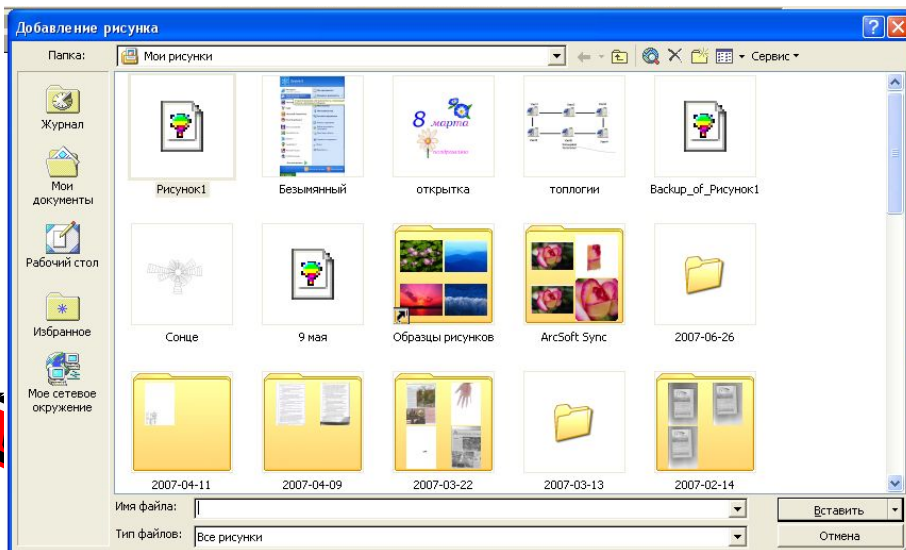 Добавление рисунка
Папка: Мои рисунки Сервис
Журнал
Мои документы
Рабочий стол
Избранное
Мое сетевое окружение
8 марта
Рисунок1 Безымянный открытка топлогии Backup_of_Рисунок1
Сонце 9 мая Образцы рисунков ArcSoft Sync 2007-06-26
2007-04-11 2007-04-09 2007-03-22 2007-03-13 2007-02-14
Имя файла:
Вставить
Тип файлов: Все рисунки
Отмена